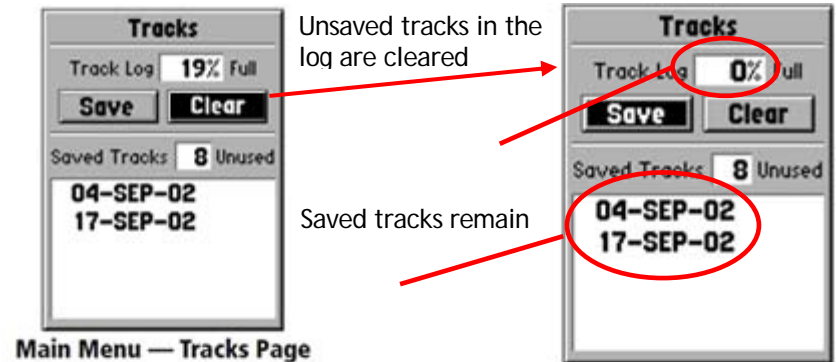 Tracks
Track Log 19% Full
Save Clear
Saved Tracks 8 Unused
04-SEP-02
17-SEP-02
Main Menu — Tracks Page
Unsaved tracks in the
log are cleared
Saved tracks remain
Tracks
Track Log 0% Full
Save Clear
Saved Tracks 8 Unused
04-SEP-02
17-SEP-02